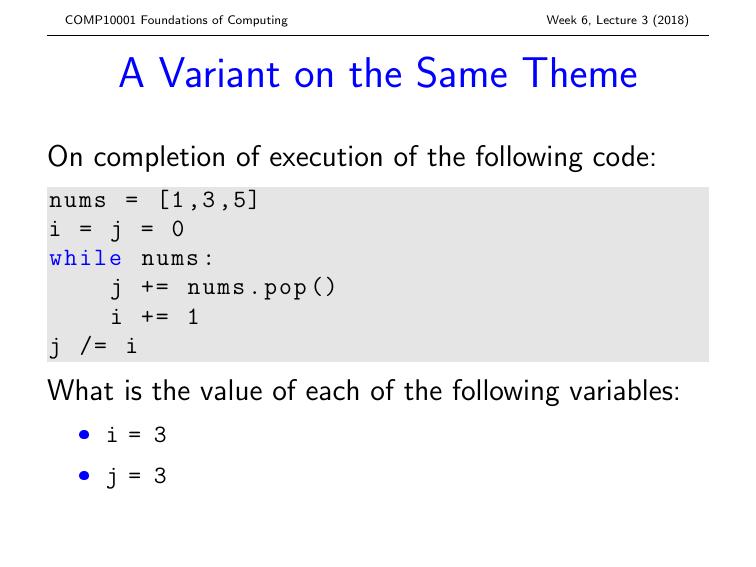 COMP10001 Foundations of Computing Week 6, Lecture 3 (2018)
A Variant on the Same Theme
On completion of execution of the following code:
nums = [1,3,5]
i = j = 0
while nums:
    j += nums.pop()
    i += 1
j /= i
What is the value of each of the following variables:
• i = 3
• j = 3